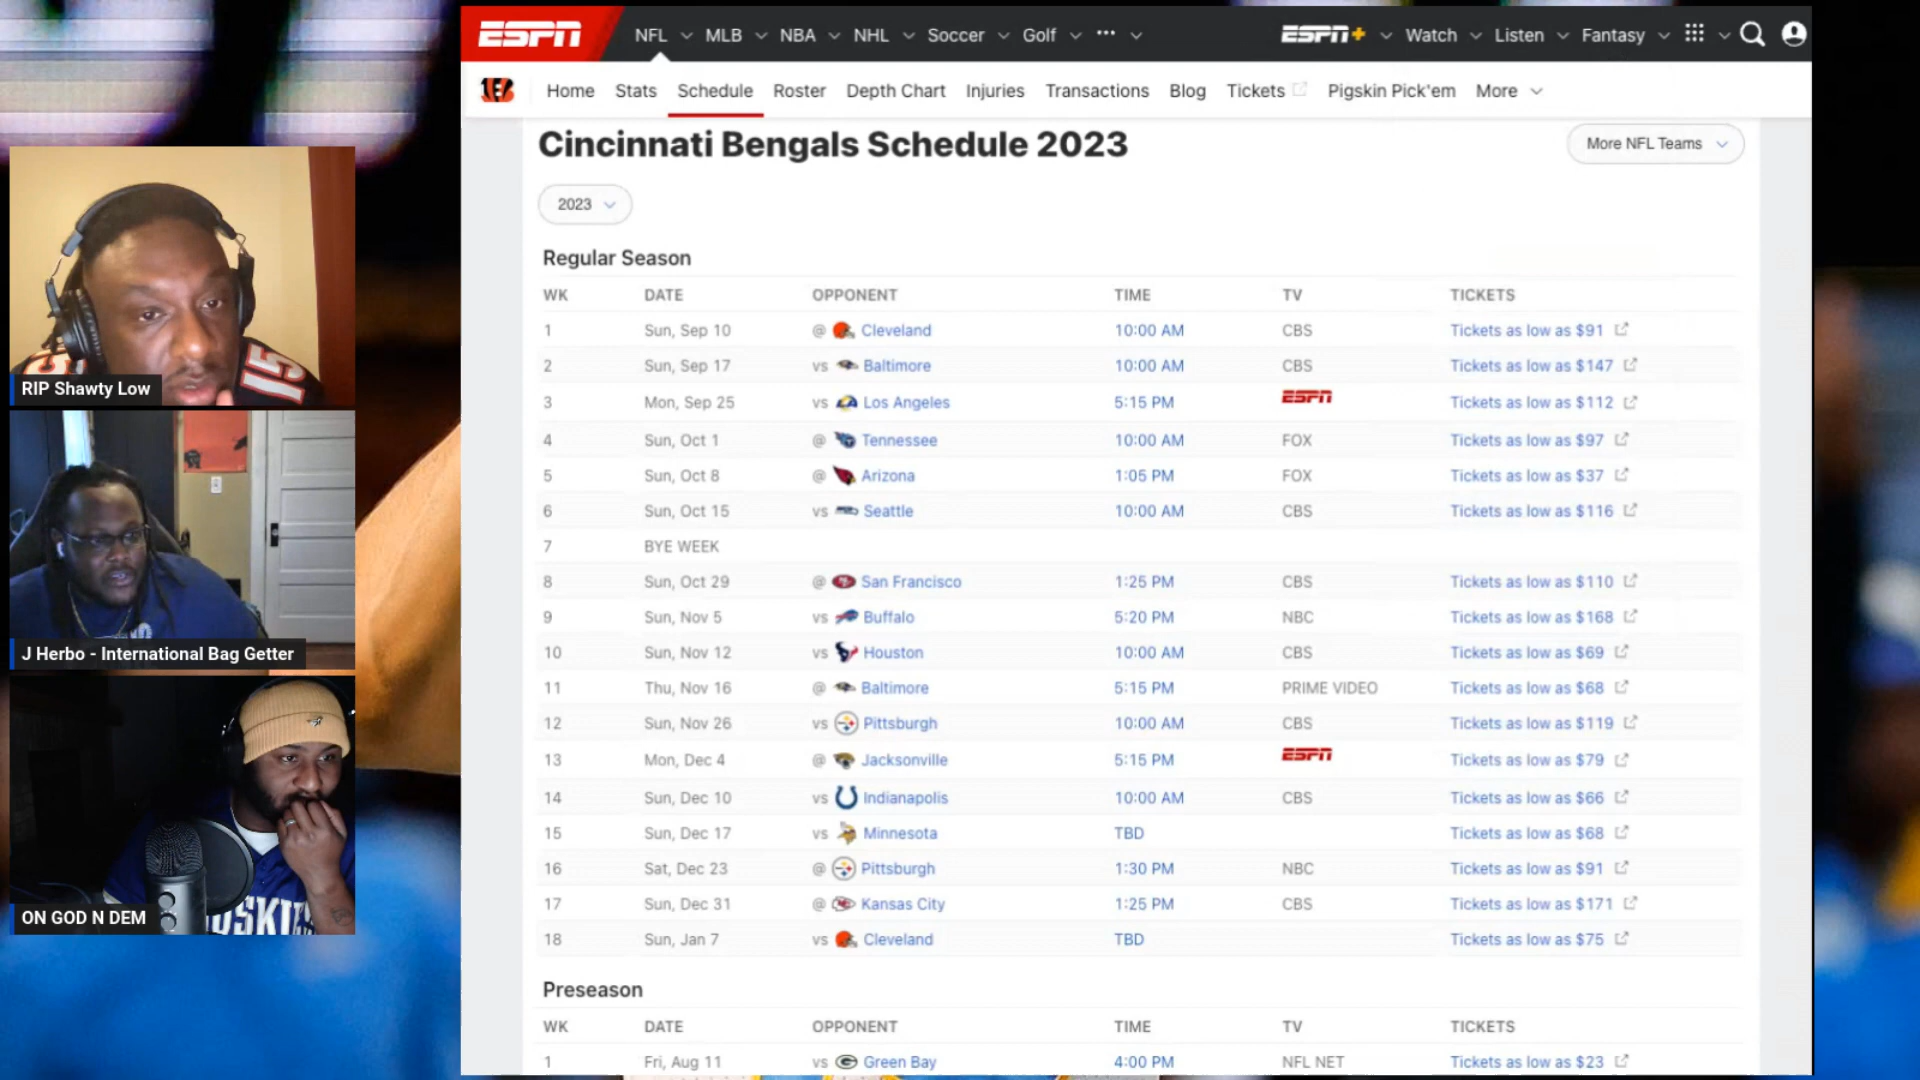 ESPN NFL MLB NBA NHL Soccer Golf ••• ESPN+ Watch Listen Fantasy
Home Stats Schedule Roster Depth Chart Injuries Transactions Blog Tickets Pigskin Pick'em More
Cincinnati Bengals Schedule 2023
More NFL Teams
2023
Regular Season
WK DATE OPPONENT TIME TV TICKETS
1 Sun, Sep 10 @ Cleveland 10:00 AM CBS Tickets as low as $91
2 Sun, Sep 17 vs Baltimore 10:00 AM CBS Tickets as low as $147
3 Mon, Sep 25 vs Los Angeles 5:15 PM ESPN Tickets as low as $112
4 Sun, Oct 1 @ Tennessee 10:00 AM FOX Tickets as low as $97
5 Sun, Oct 8 @ Arizona 1:05 PM FOX Tickets as low as $37
6 Sun, Oct 15 vs Seattle 10:00 AM CBS Tickets as low as $116
7 BYE WEEK
8 Sun, Oct 29 @ San Francisco 1:25 PM CBS Tickets as low as $110
9 Sun, Nov 5 vs Buffalo 5:20 PM NBC Tickets as low as $168
10 Sun, Nov 12 vs Houston 10:00 AM CBS Tickets as low as $69
11 Thu, Nov 16 @ Baltimore 5:15 PM PRIME VIDEO Tickets as low as $68
12 Sun, Nov 26 vs Pittsburgh 10:00 AM CBS Tickets as low as $119
13 Mon, Dec 4 @ Jacksonville 5:15 PM ESPN Tickets as low as $79
14 Sun, Dec 10 vs Indianapolis 10:00 AM CBS Tickets as low as $66
15 Sun, Dec 17 vs Minnesota TBD Tickets as low as $68
16 Sat, Dec 23 @ Pittsburgh 1:30 PM NBC Tickets as low as $91
17 Sun, Dec 31 @ Kansas City 1:25 PM CBS Tickets as low as $171
18 Sun, Jan 7 vs Cleveland TBD Tickets as low as $75
Preseason
WK DATE OPPONENT TIME TV TICKETS
1 Fri, Aug 11 vs Green Bay 4:00 PM NFL NET Tickets as low as $23
15
RIP Shawty Low
J Herbo - International Bag Getter
ON GOD N DEM